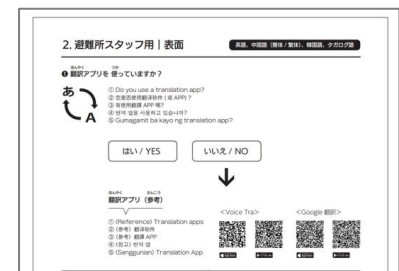 2. 避難所スタッフ用｜表面
英語、中国語（簡体 / 繁体）、韓国語、タガログ語
ほんやく つか
❶ 翻訳アプリを 使っていますか？
あ
A
① Do you use a translation app?
② 您是否使用翻译软件 ( 或 APP) ?
③ 有使用翻譯 APP 嗎?
④ 번역 앱을 사용하고 있습니까?
⑤ Gumagamit ba kayo ng translation app?
はい / YES
いいえ / NO
ほんやく さんこう
翻訳アプリ（参考）
① (Reference) Translation apps
② (参考) 翻译软件
③ (參考) 翻譯 APP
④ (참고) 번역 앱
⑤ (Sanggunian) Translation App
<Voice Tra>
<Google 翻訳>